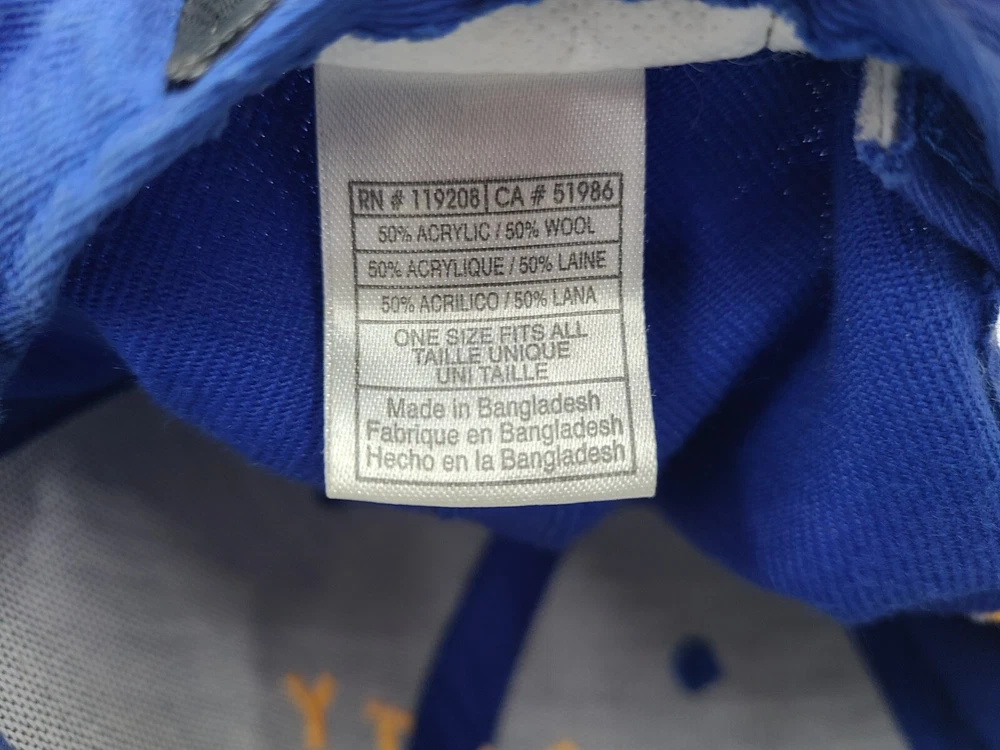 RN # 119208 | CA # 51986
50% ACRYLIC / 50% WOOL
50% ACRYLIQUE / 50% LAINE
50% ACRILICO / 50% LANA
ONE SIZE FITS ALL
TAILLE UNIQUE
UNI TAILLE
Made in Bangladesh
Fabrique en Bangladesh
Hecho en la Bangladesh